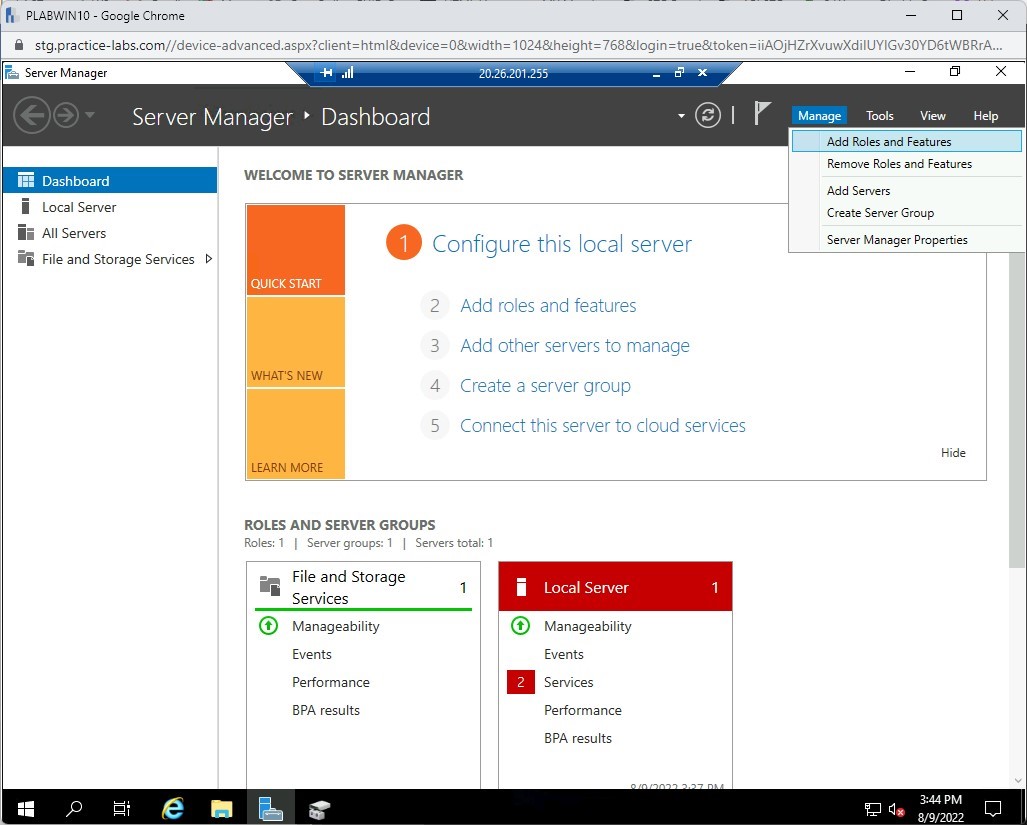 PLABWIN10 - Google Chrome
stg.practice-labs.com//device-advanced.aspx?client=html&device=0&width=1024&height=768&login=true&token=iiAOjHZrXvuwXdilUYIGv30YD6tWBRrA...
Server Manager
20.26.201.255
Server Manager
Dashboard
Manage
Tools
View
Help
Add Roles and Features
Remove Roles and Features
Add Servers
Create Server Group
Server Manager Properties
Dashboard
Local Server
All Servers
File and Storage Services
WELCOME TO SERVER MANAGER
QUICK START
WHAT'S NEW
LEARN MORE
1 Configure this local server
2 Add roles and features
3 Add other servers to manage
4 Create a server group
5 Connect this server to cloud services
Hide
ROLES AND SERVER GROUPS
Roles: 1 | Server groups: 1 | Servers total: 1
File and Storage
Services
1
Manageability
Events
Performance
BPA results
Local Server 1
Manageability
Events
2 Services
Performance
BPA results
8/9/2022 3:37 PM
3:44 PM
8/9/2022